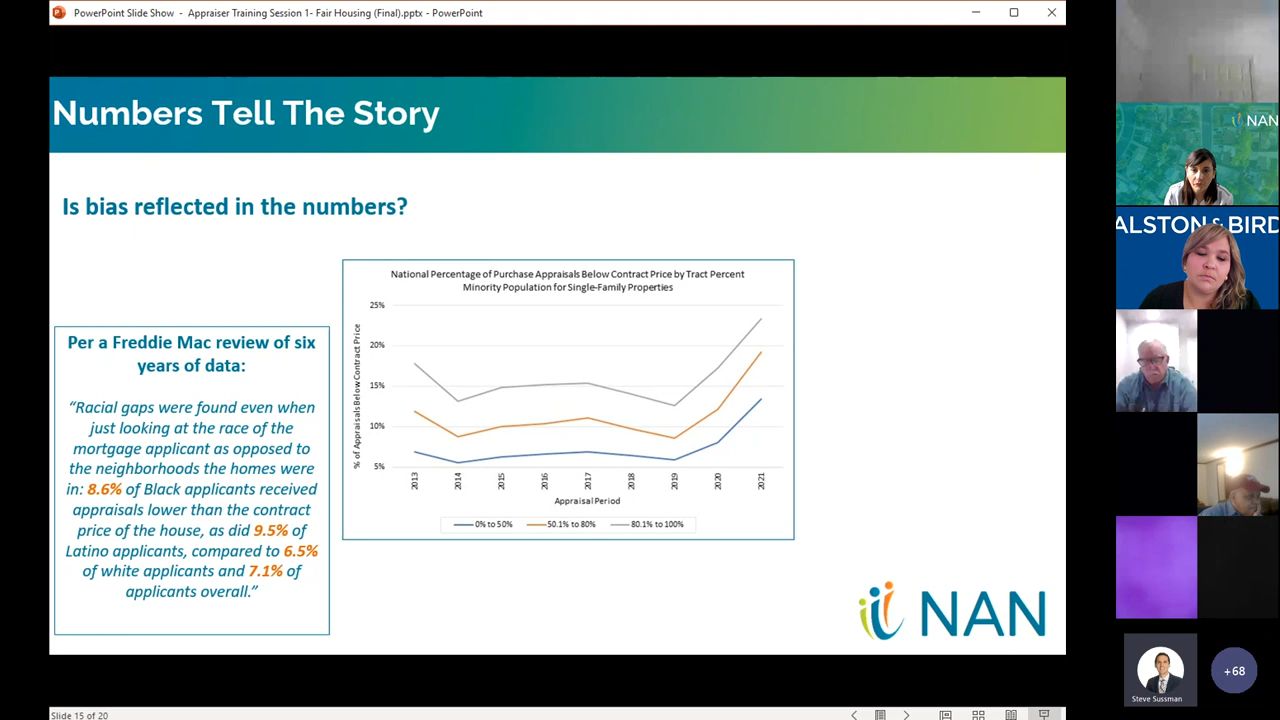 PowerPoint Slide Show - Appraiser Training Session 1- Fair Housing (Final).pptx - PowerPoint
Numbers Tell The Story
Is bias reflected in the numbers?
Per a Freddie Mac review of six
years of data:
“Racial gaps were found even when
just looking at the race of the
mortgage applicant as opposed to
the neighborhoods the homes were
in: 8.6% of Black applicants received
appraisals lower than the contract
price of the house, as did 9.5% of
Latino applicants, compared to 6.5%
of white applicants and 7.1% of
applicants overall.”
National Percentage of Purchase Appraisals Below Contract Price by Tract Percent
Minority Population for Single-Family Properties
% of Appraisals Below Contract Price
25%
20%
15%
10%
5%
2013
2014
2015
2016
2017
2018
2019
2020
2021
Appraisal Period
0% to 50%
50.1% to 80%
80.1% to 100%
NAN
Slide 15 of 20
NAN
ALSTON & BIRD
Steve Sussman
+68